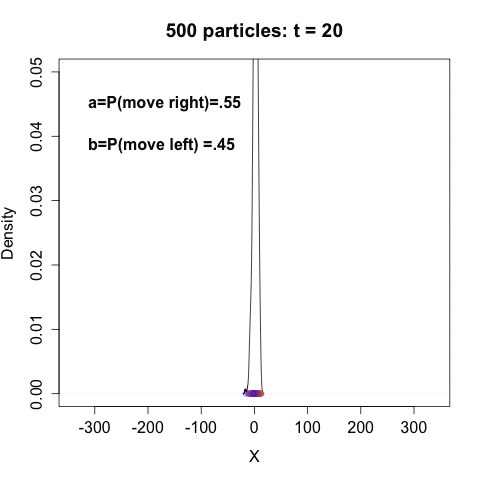 500 particles: t = 20
a=P(move right)=.55
b=P(move left) =.45
Density
0.05
0.04
0.03
0.02
0.01
0.00
-300 -200 -100 0 100 200 300
X